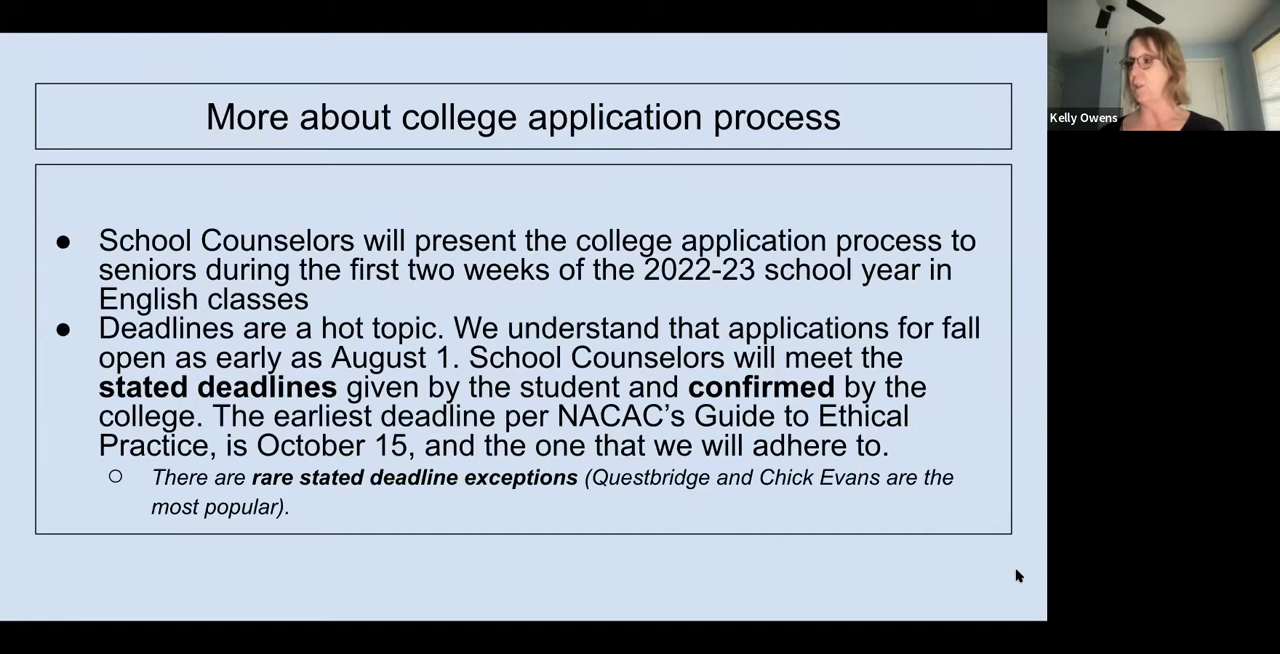 More about college application process
● School Counselors will present the college application process to
seniors during the first two weeks of the 2022-23 school year in
English classes
● Deadlines are a hot topic. We understand that applications for fall
open as early as August 1. School Counselors will meet the
stated deadlines given by the student and confirmed by the
college. The earliest deadline per NACAC’s Guide to Ethical
Practice, is October 15, and the one that we will adhere to.
○ There are rare stated deadline exceptions (Questbridge and Chick Evans are the
most popular).
Kelly Owens